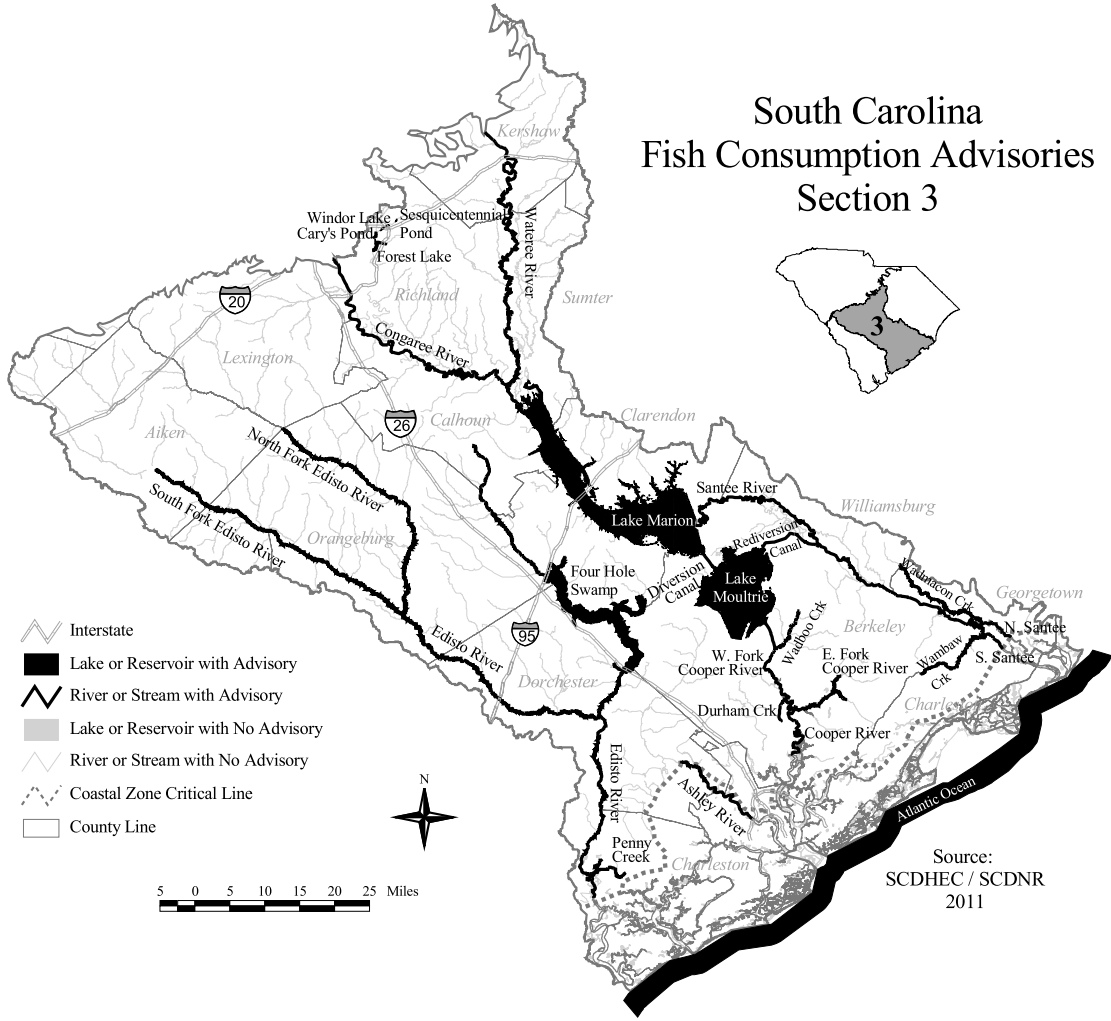 South Carolina
Fish Consumption Advisories
Section 3
Kershaw
Windor Lake
Sesquicentennial
Cary's Pond
Pond
Forest Lake
Wateree River
Sumter
Richland
20
Congaree River
Lexington
3
26
Calhoun
Clarendon
Aiken
North Fork Edisto River
South Fork Edisto River
Orangeburg
Santee River
Lake Marion
Williamsburg
Rediversion
Canal
Four Hole
Swamp
Diversion
Canal
Lake
Moultrie
Wadmacon Crk
Georgetown
Wadboo Crk
Berkeley
N. Santee
95
Edisto River
W. Fork
Cooper River
E. Fork
Cooper River
Wambaw
Crk
S. Santee
Dorchester
Durham Crk
Charleston
Cooper River
Edisto River
Ashley River
Atlantic Ocean
Penny
Creek
Charleston
Interstate
Lake or Reservoir with Advisory
River or Stream with Advisory
Lake or Reservoir with No Advisory
River or Stream with No Advisory
Coastal Zone Critical Line
County Line
N
5 0 5 10 15 20 25 Miles
Source:
SCDHEC / SCDNR
2011